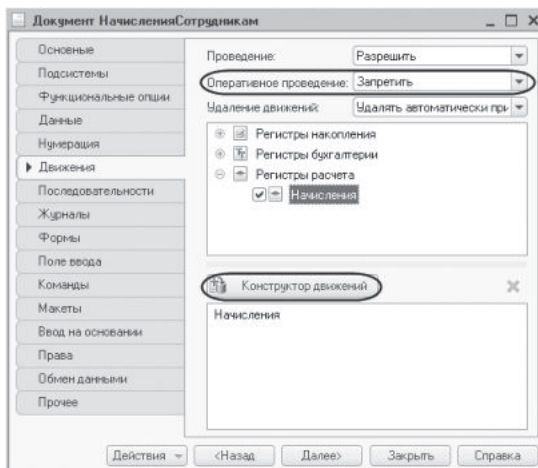 Документ НачисленияСотрудникам
Основные
Подсистемы
Функциональные опции
Данные
Нумерация
Движения
Последовательности
Журналы
Формы
Поле ввода
Команды
Макеты
Ввод на основании
Права
Обмен данными
Прочее
Проведение: Разрешить
Оперативное проведение: Запретить
Удаление движений: Удалять автоматически при
Регистры накопления
Регистры бухгалтерии
Регистры расчета
Начисления
Конструктор движений
Начисления
Действия <Назад Далее> Закрыть Справка